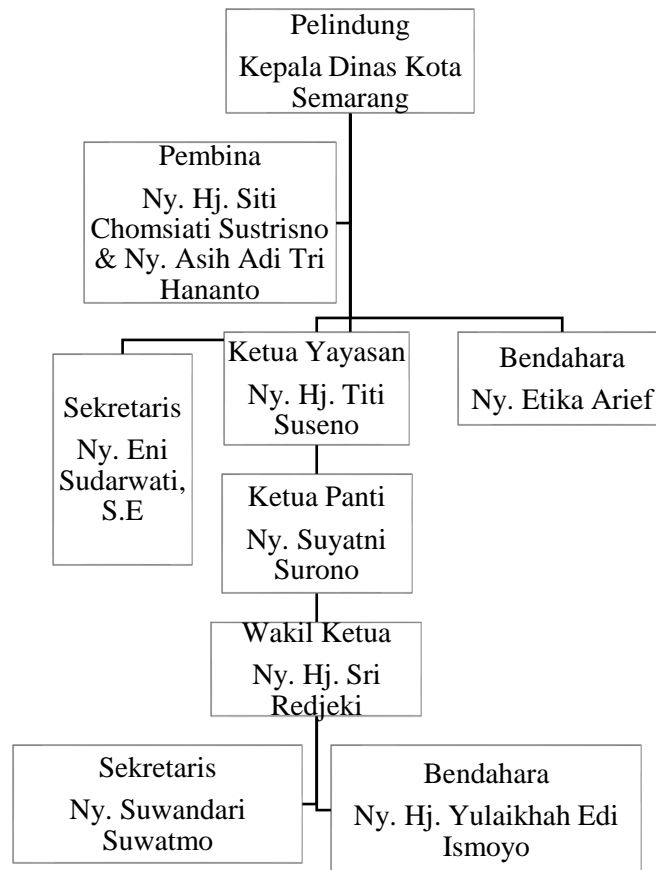 Pelindung
Kepala Dinas Kota
Semarang
Pembina
Ny. Hj. Siti
Chomsiati Sustrisno
& Ny. Asih Adi Tri
Hananto
Sekretaris
Ny. Eni
Sudarwati,
S.E
Ketua Yayasan
Ny. Hj. Titi
Suseno
Bendahara
Ny. Etika Arief
Ketua Panti
Ny. Suyatni
Surono
Wakil Ketua
Ny. Hj. Sri
Redjeki
Sekretaris
Ny. Suwandari
Suwatmo
Bendahara
Ny. Hj. Yulaikhah Edi
Ismoyo